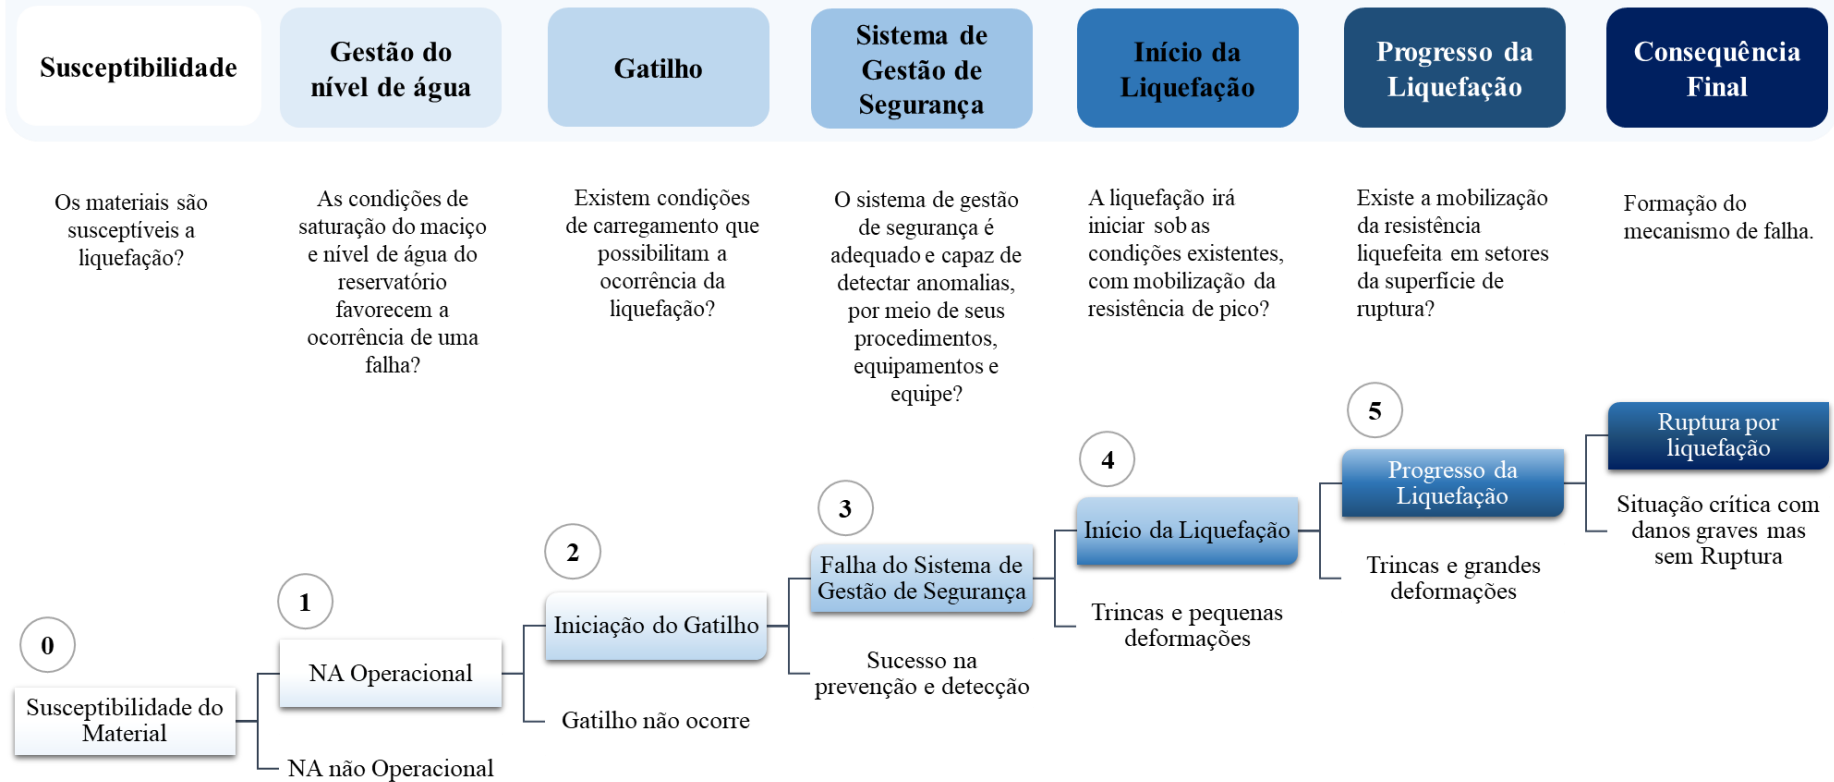 Susceptibilidade
Gestão do
nível de água
Gatilho
Sistema de
Gestão de
Segurança
Início da
Liquefação
Progresso da
Liquefação
Consequência
Final
Os materiais são
susceptíveis a
liquefação?
As condições de
saturação do maciço
e nível de água do
reservatório
favorecem a
ocorrência de uma
falha?
Existem condições
de carregamento que
possibilitam a
ocorrência da
liquefação?
O sistema de gestão
de segurança é
adequado e capaz de
detectar anomalias,
por meio de seus
procedimentos,
equipamentos e
equipe?
A liquefação irá
iniciar sob as
condições existentes,
com mobilização da
resistência de pico?
Existe a mobilização
da resistência
liquefeita em setores
da superfície de
ruptura?
Formação do
mecanismo de falha.
0
Susceptibilidade do
Material
1
NA Operacional
NA não Operacional
2
Iniciação do Gatilho
Gatilho não ocorre
3
Falha do Sistema de
Gestão de Segurança
Sucesso na
prevenção e detecção
4
Início da Liquefação
Trincas e pequenas
deformações
5
Progresso da
Liquefação
Trincas e grandes
deformações
Ruptura por
liquefação
Situação crítica com
danos graves mas
sem Ruptura